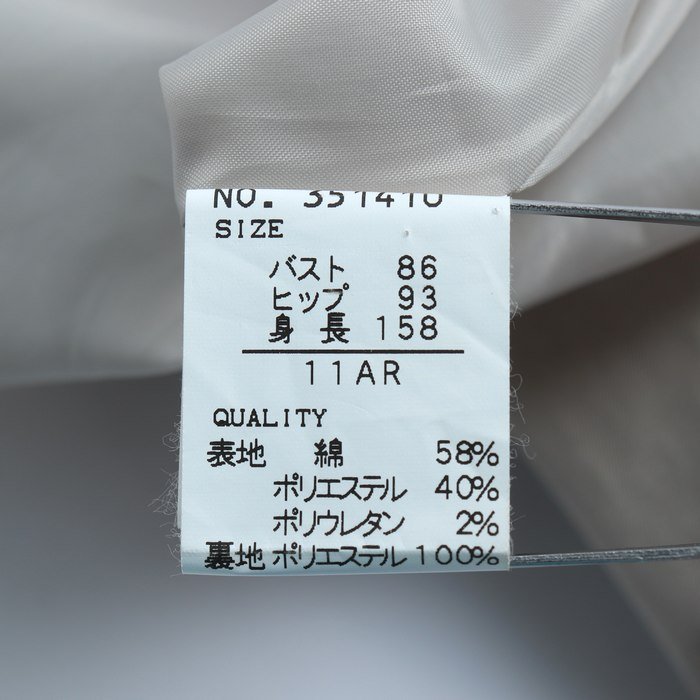 NO. 351410
SIZE
バスト 86
ヒップ 93
身長 158
11AR
QUALITY
表地 綿 58%
ポリエステル 40%
ポリウレタン 2%
裏地 ポリエステル 100%